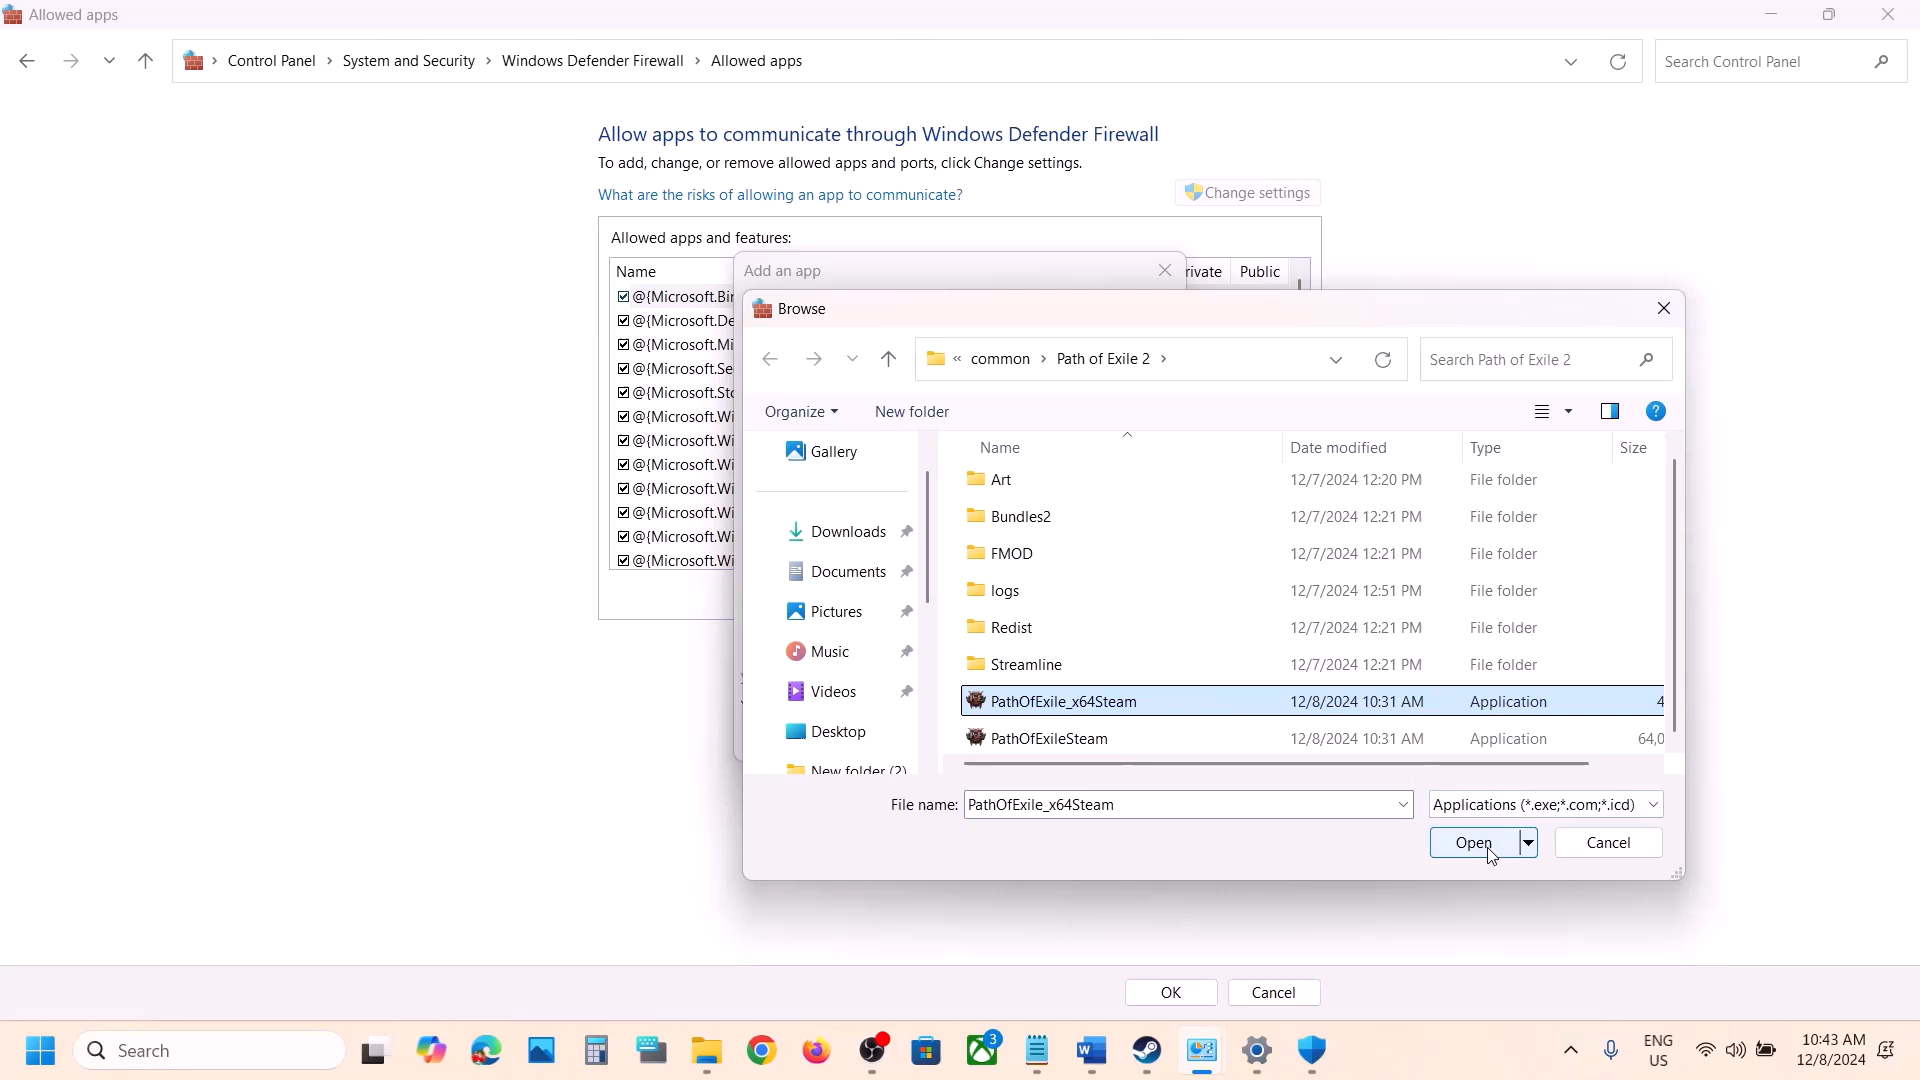 Allowed apps
Control Panel > System and Security > Windows Defender Firewall > Allowed apps
Search Control Panel
Allow apps to communicate through Windows Defender Firewall
To add, change, or remove allowed apps and ports, click Change settings.
What are the risks of allowing an app to communicate?
Change settings
Allowed apps and features:
Name
rivate Public
@{Microsoft.Bin
@{Microsoft.De
@{Microsoft.Mi
@{Microsoft.Se
@{Microsoft.Sto
@{Microsoft.Wi
@{Microsoft.Wi
@{Microsoft.Wi
@{Microsoft.Wi
@{Microsoft.Wi
@{Microsoft.Wi
@{Microsoft.Wi
Add an app
Browse
« common > Path of Exile 2 >
Search Path of Exile 2
Organize
New folder
Gallery
Downloads
Documents
Pictures
Music
Videos
Desktop
New folder (2)
Name Date modified Type Size
Art 12/7/2024 12:20 PM File folder
Bundles2 12/7/2024 12:21 PM File folder
FMOD 12/7/2024 12:21 PM File folder
logs 12/7/2024 12:51 PM File folder
Redist 12/7/2024 12:21 PM File folder
Streamline 12/7/2024 12:21 PM File folder
PathOfExile_x64Steam 12/8/2024 10:31 AM Application 4
PathOfExileSteam 12/8/2024 10:31 AM Application 64,0
File name: PathOfExile_x64Steam
Applications (*.exe;*.com;*.icd)
Open
Cancel
OK
Cancel
Search
3
ENG
US
10:43 AM
12/8/2024